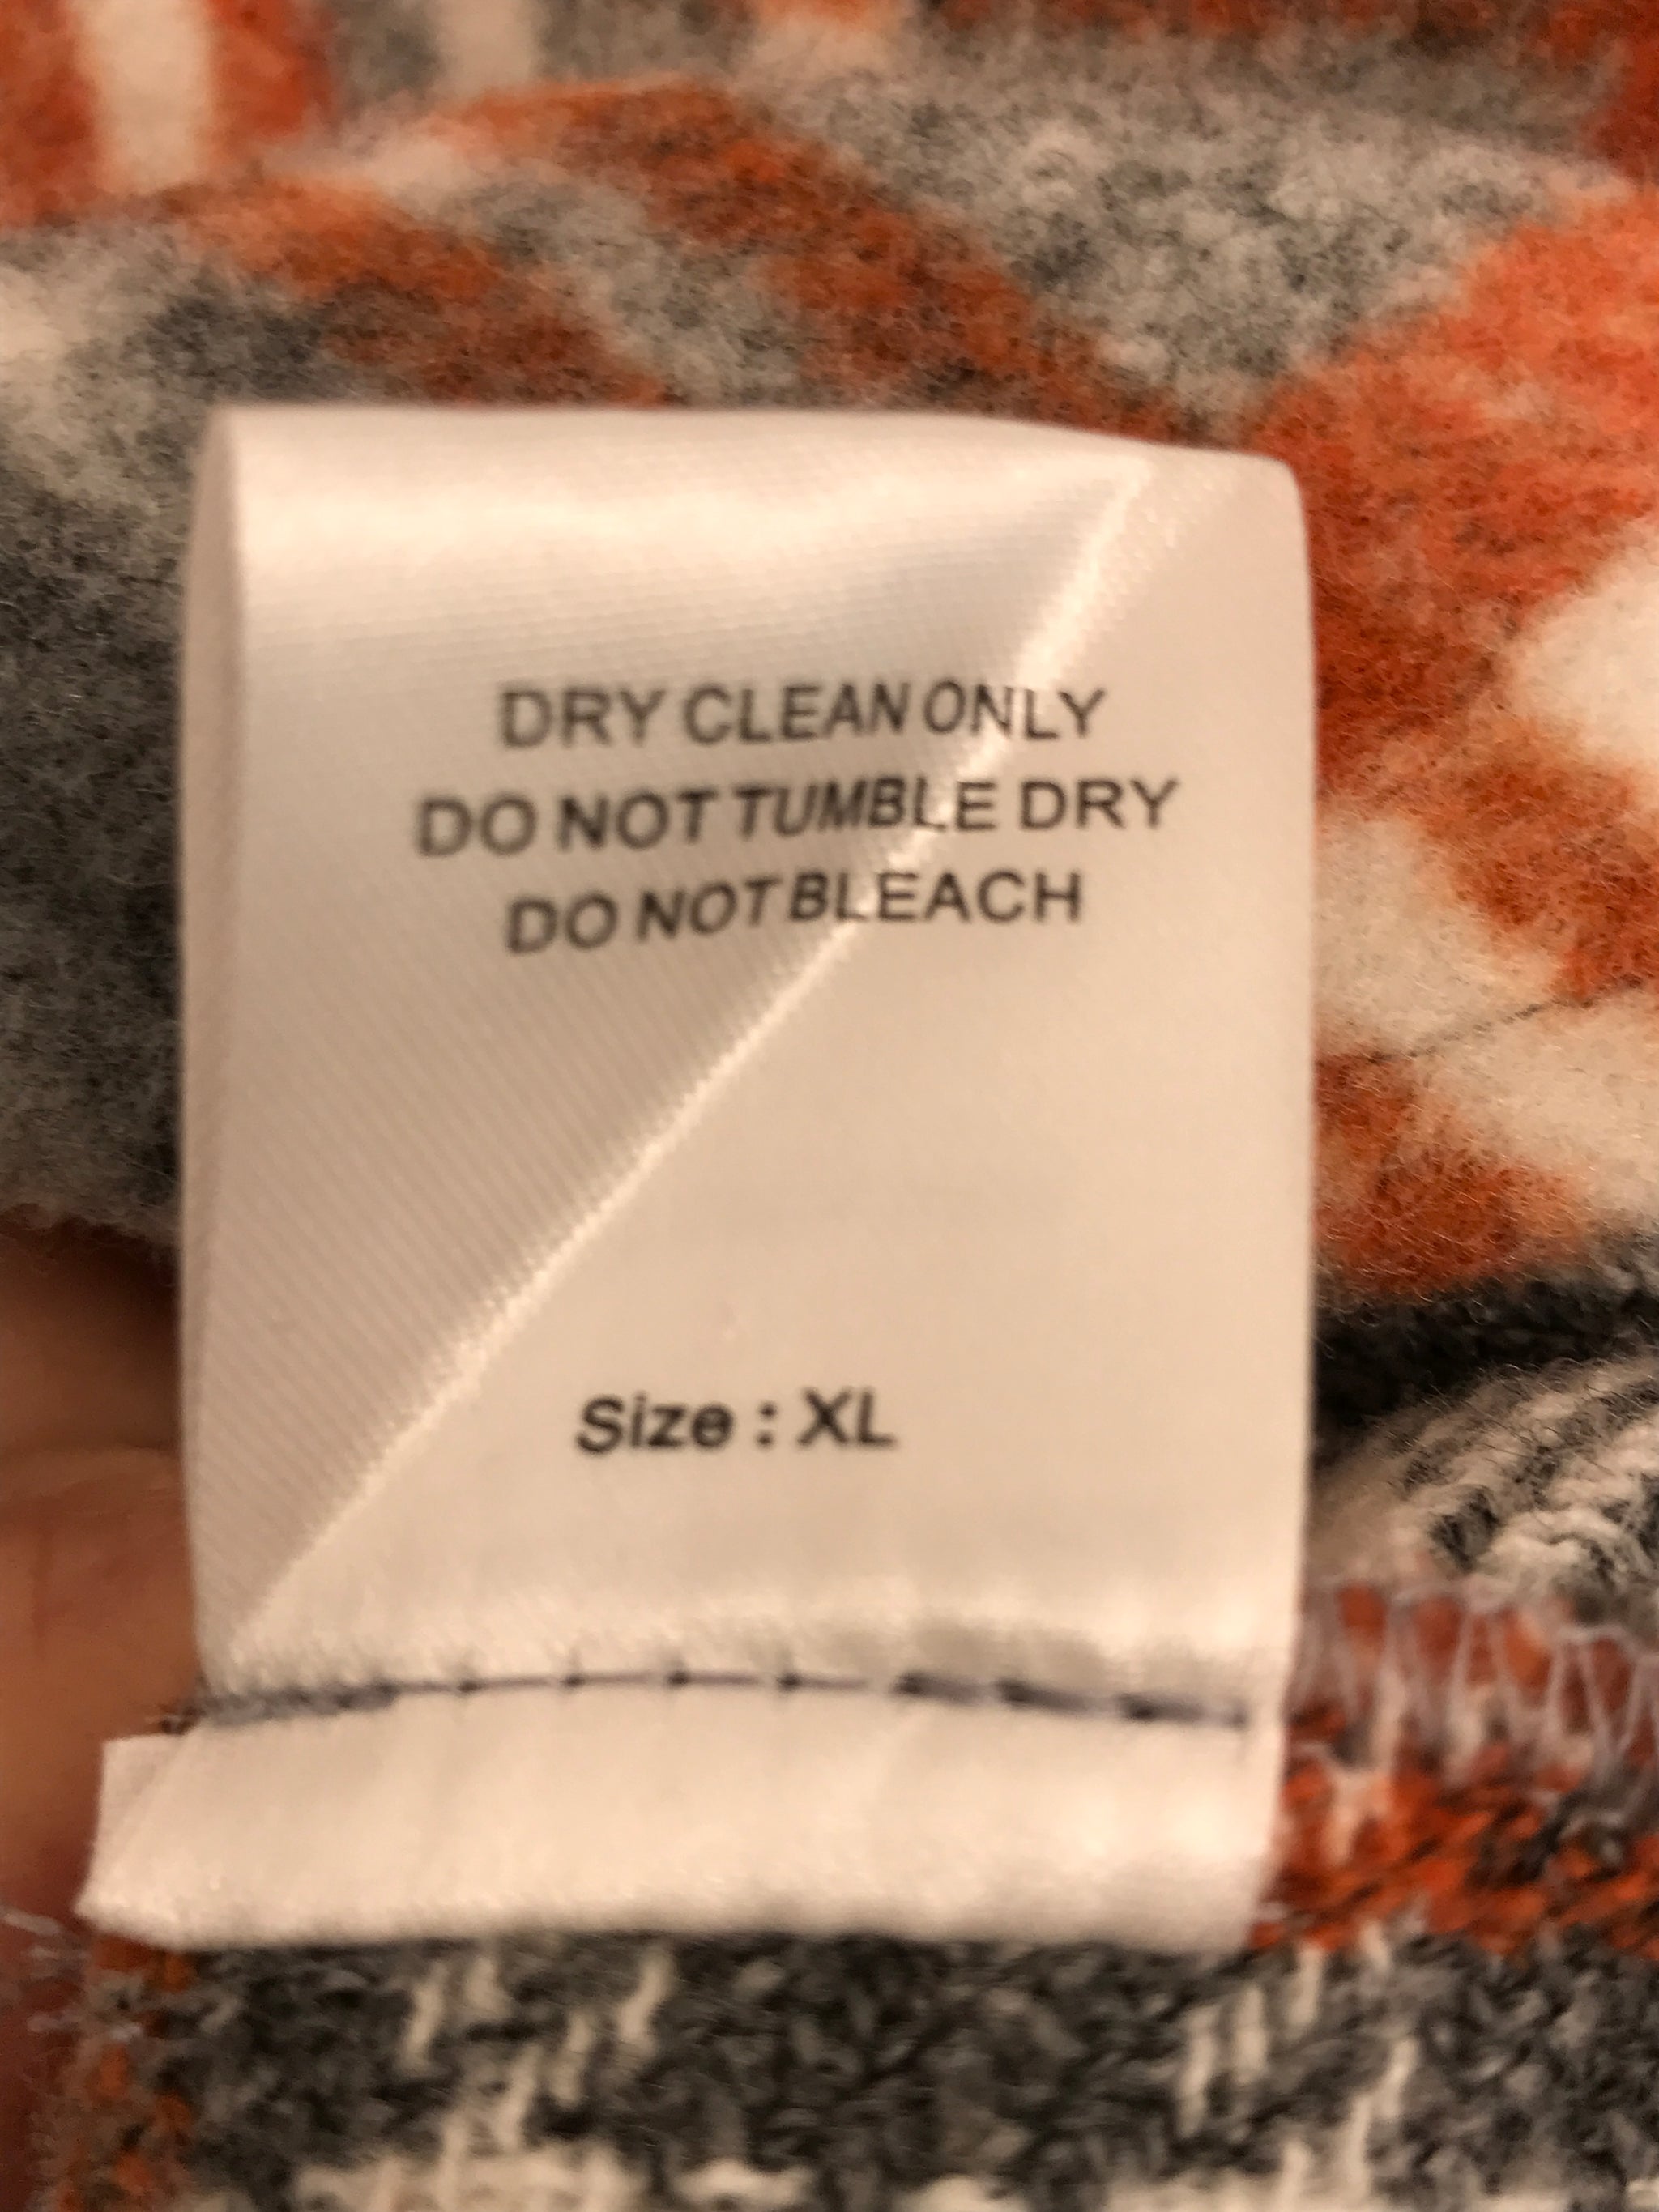 DRY CLEAN ONLY
DO NOT TUMBLE DRY
DO NOT BLEACH
Size : XL